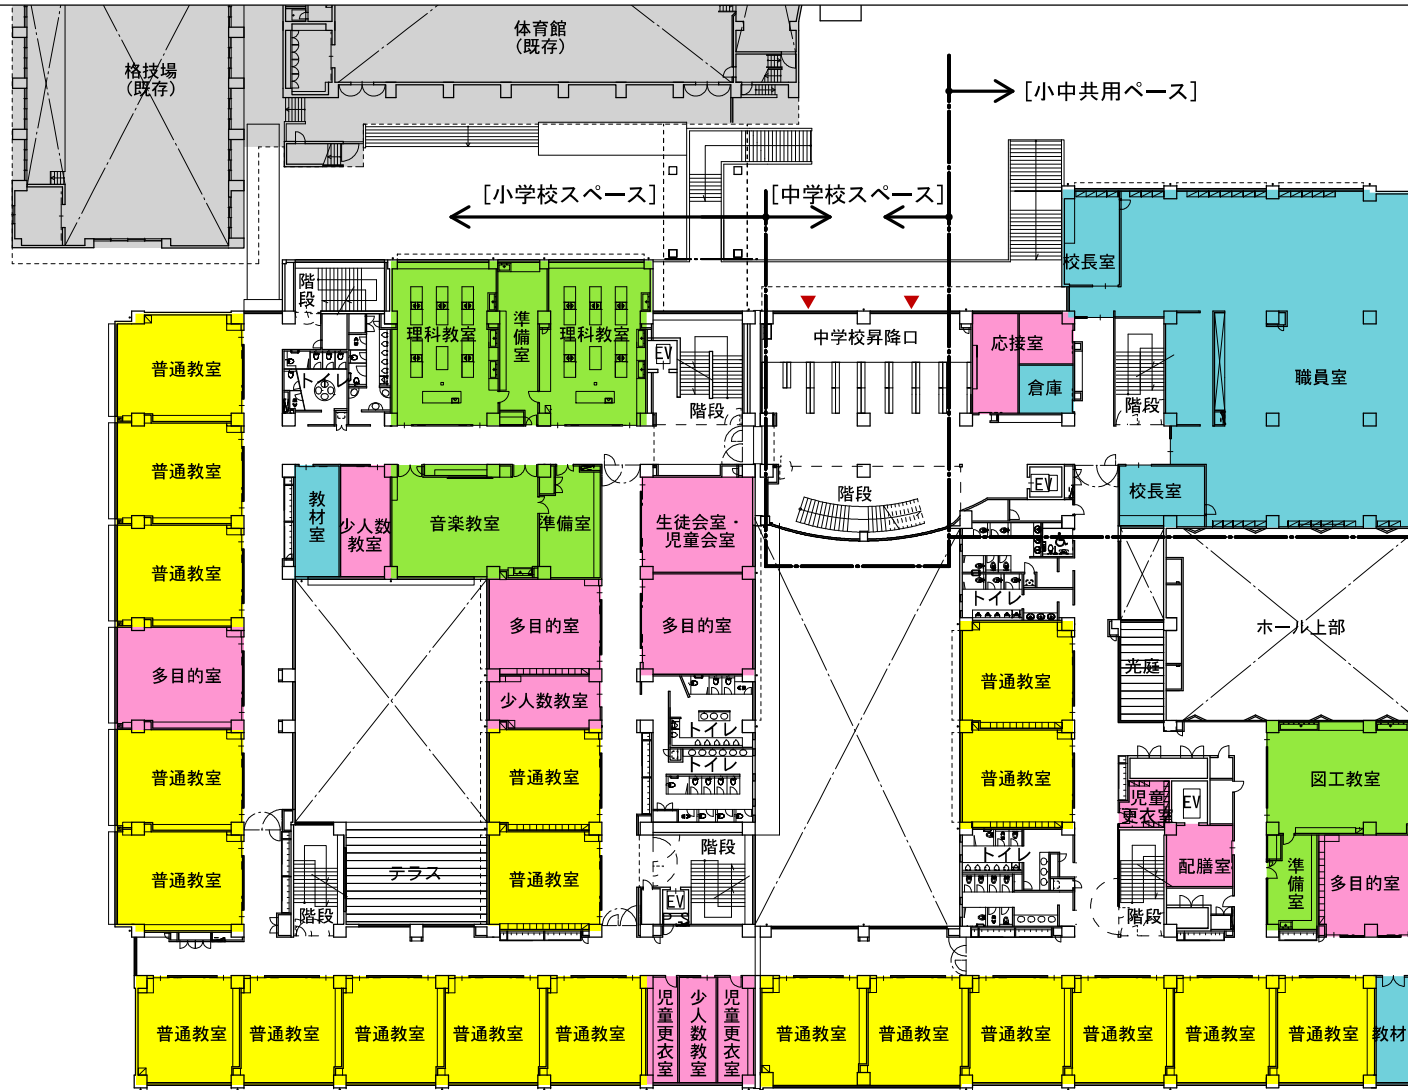 体育館
(既存)
格技場
(既存)
[小中共用ペース]
[小学校スペース]
[中学校スペース]
校長室
階段
理科教室
準備室
理科教室
EV
階段
中学校昇降口
応接室
倉庫
階段
職員室
普通教室
トイレ
普通教室
教材室
少人数
教室
音楽教室
準備室
生徒会室・
児童会室
階段
EV
校長室
普通教室
トイレ
多目的室
多目的室
ホール上部
多目的室
少人数教室
普通教室
光庭
トイレ
普通教室
普通教室
トイレ
普通教室
図工教室
児童
更衣室
EV
普通教室
テラス
普通教室
階段
トイレ
配膳室
準備室
多目的室
EV
階段
階段
普通教室
普通教室
普通教室
普通教室
普通教室
児童更衣室
少人数教室
児童更衣室
普通教室
普通教室
普通教室
普通教室
普通教室
普通教室
教材